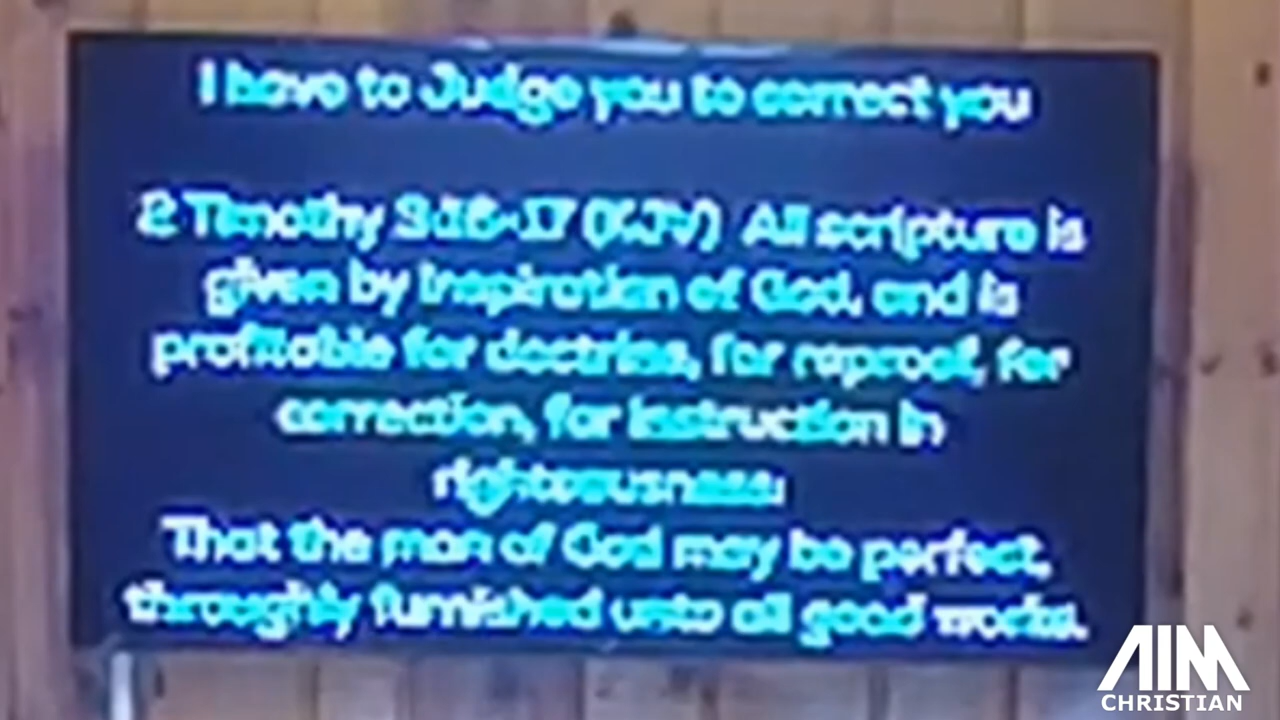 I have to Judge you to correct you
2 Timothy 3:16-17 (KJV) All scripture is
given by inspiration of God, and is
profitable for doctrine, for reproof, for
correction, for instruction in
righteousness:
That the man of God may be perfect,
throughly furnished unto all good works.
AIM
CHRISTIAN